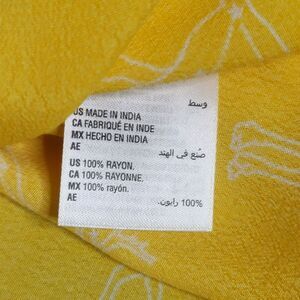 وسط
US MADE IN INDIA
CA FABRIQUÉ EN INDE
MX HECHO EN INDIA
AE
صُنِع في الهند
US 100% RAYON,
CA 100% RAYONNE,
MX 100% rayón.
AE
100% رايون.